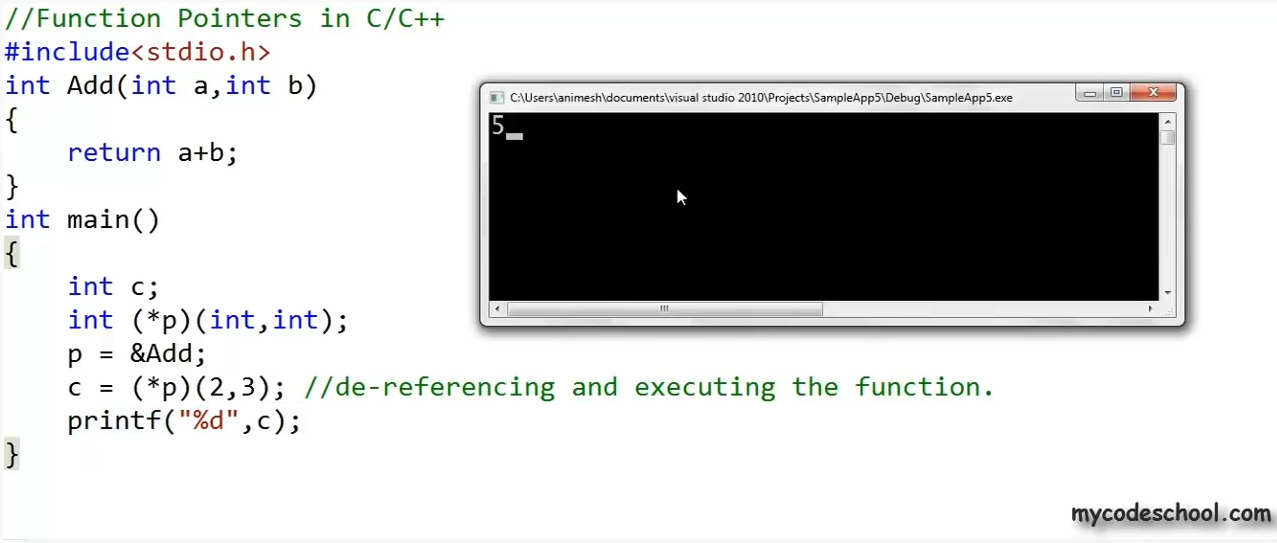 //Function Pointers in C/C++
#include<stdio.h>
int Add(int a,int b)
{
    return a+b;
}
int main()
{
    int c;
    int (*p)(int,int);
    p = &Add;
    c = (*p)(2,3); //de-referencing and executing the function.
    printf("%d",c);
}
C:\Users\animesh\documents\visual studio 2010\Projects\SampleApp5\Debug\SampleApp5.exe
5_
mycodeschool.com